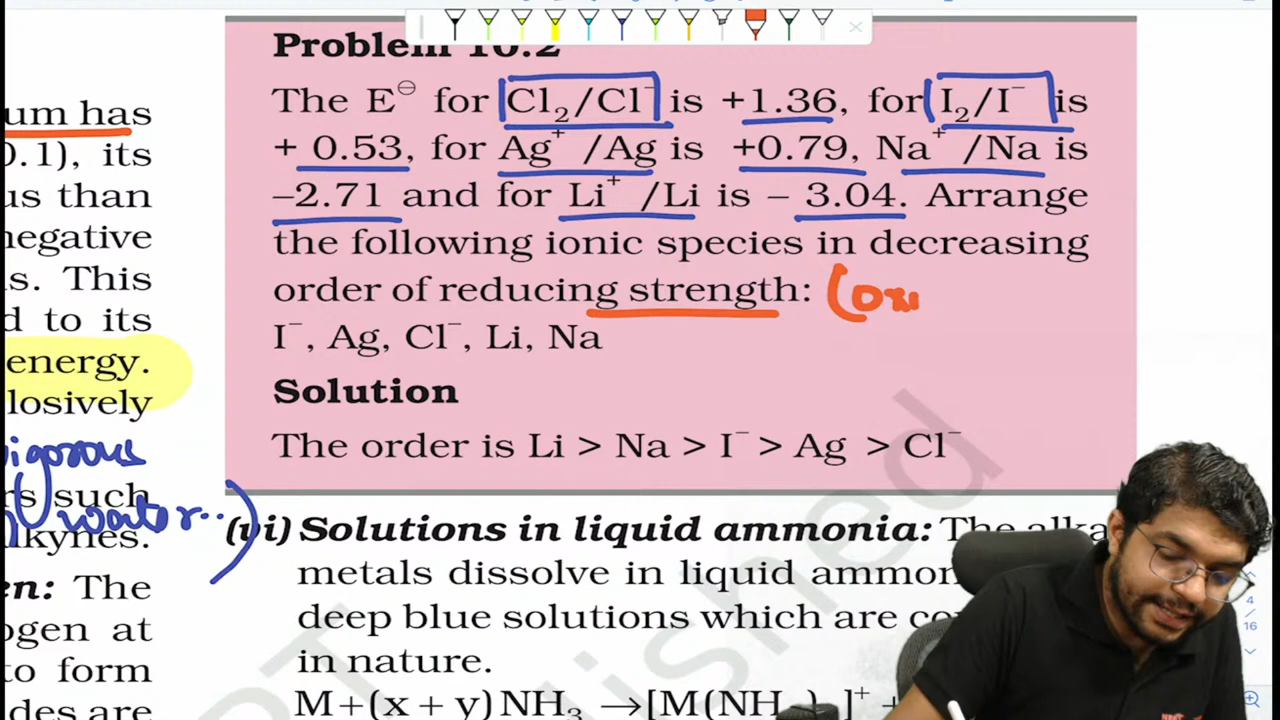 Problem 10.2
The E⊖ for Cl₂/Cl⁻ is +1.36, for I₂/I⁻ is
+ 0.53, for Ag⁺/Ag is +0.79, Na⁺/Na is
–2.71 and for Li⁺/Li is – 3.04. Arrange
the following ionic species in decreasing
order of reducing strength: (oxi
I⁻, Ag, Cl⁻, Li, Na
Solution
The order is Li > Na > I⁻ > Ag > Cl⁻
(vi) Solutions in liquid ammonia: The alka
metals dissolve in liquid ammon
deep blue solutions which are co
in nature.
M+(x + y) NH₃ →[M(NH
um has
0.1), its
us than
negative
s. This
d to its
energy.
losively
igorous
rs such
water..)
lkynes.
en: The
ogen at
to form
des are
4
16